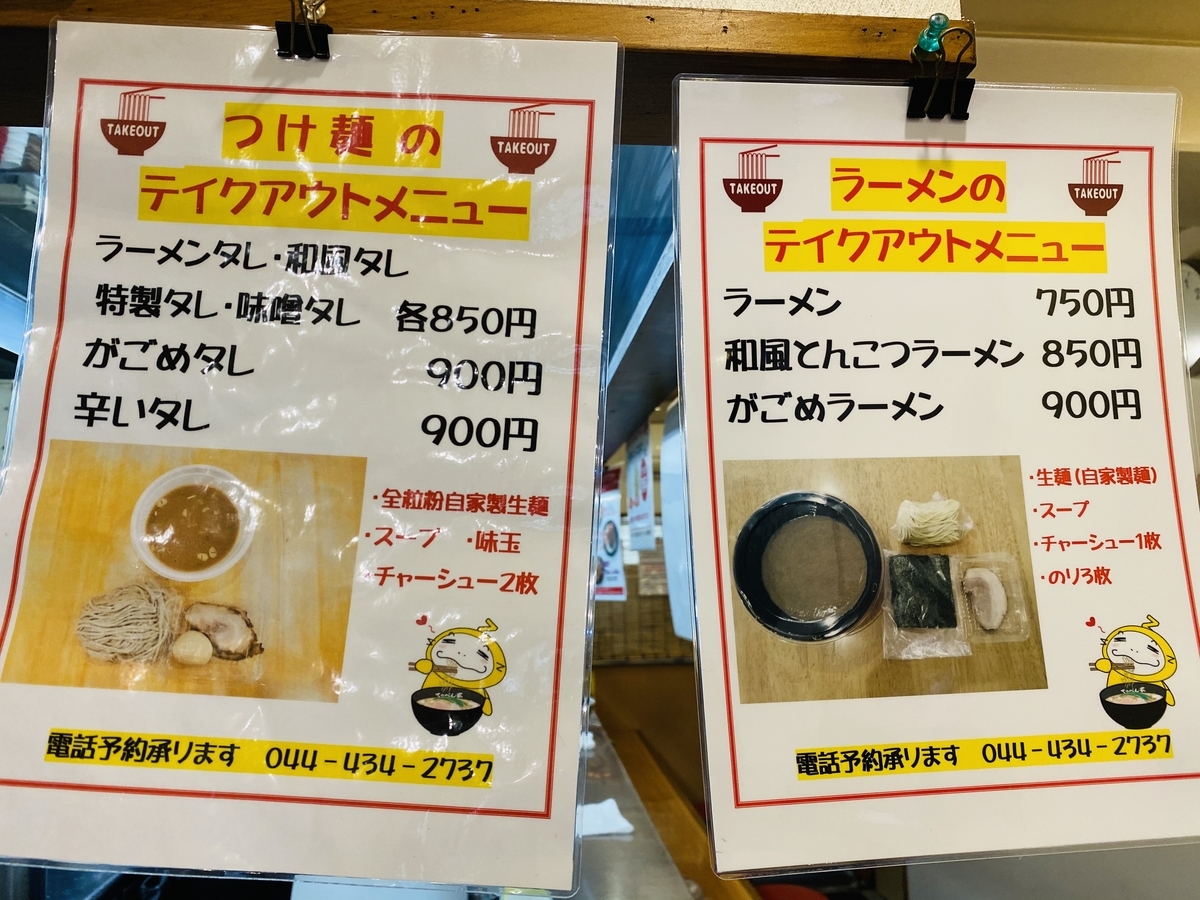 TAKEOUT
TAKEOUT
つけ麺の
テイクアウトメニュー
ラーメンタレ・和風タレ
特製タレ・味噌タレ 各850円
がごめタレ 900円
辛いタレ 900円
・全粒粉自家製生麺
・スープ ・味玉
・チャーシュー2枚
電話予約承ります 044-434-2737
TAKEOUT
TAKEOUT
ラーメンの
テイクアウトメニュー
ラーメン 750円
和風とんこつラーメン 850円
がごめラーメン 900円
・生麺(自家製麺)
・スープ
・チャーシュー1枚
・のり3枚
電話予約承ります 044-434-2737